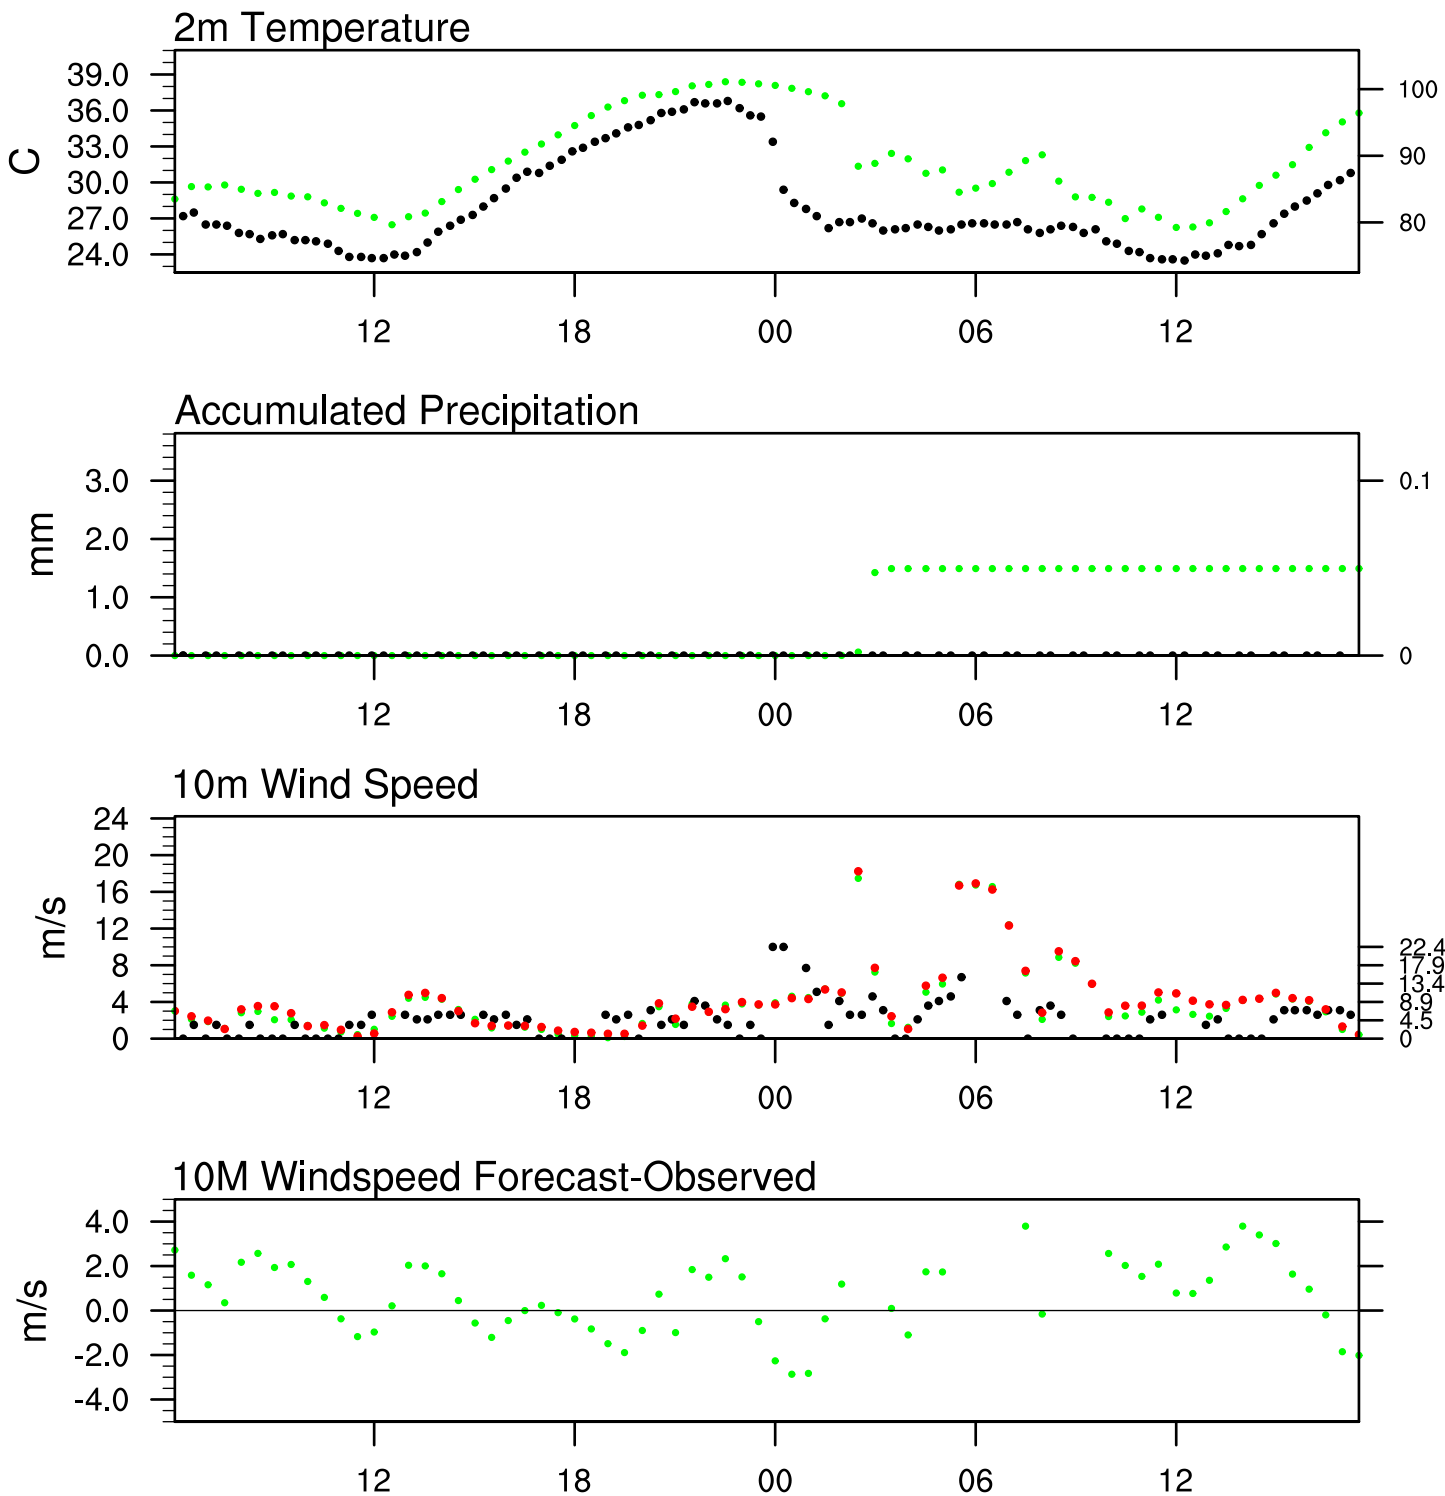 2m Temperature
39.0
36.0
33.0
30.0
27.0
24.0
C
100
90
80
12 18 00 06 12
Accumulated Precipitation
3.0
2.0
1.0
0.0
mm
0.1
0
12 18 00 06 12
10m Wind Speed
24
20
16
12
8
4
0
m/s
22.4
17.9
13.4
8.9
4.5
0
12 18 00 06 12
10M Windspeed Forecast-Observed
4.0
2.0
0.0
-2.0
-4.0
m/s
12 18 00 06 12